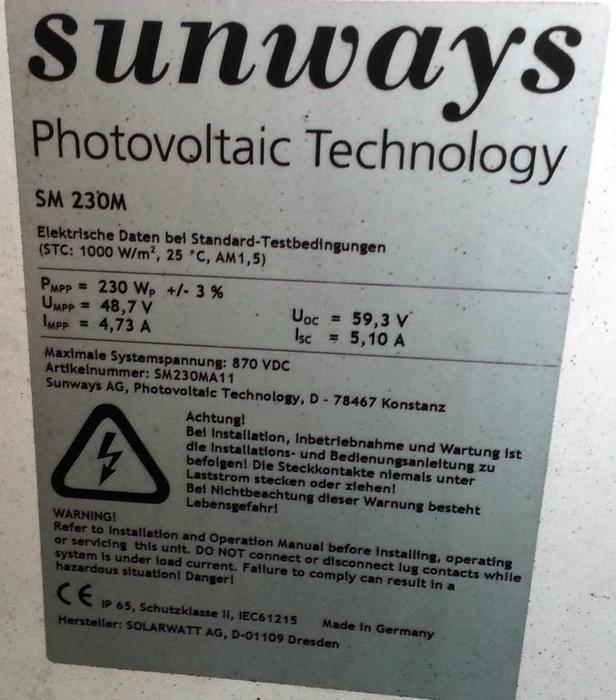 sunways
Photovoltaic Technology
SM 230M
Elektrische Daten bei Standard-Testbedingungen
(STC: 1000 W/m², 25 °C, AM1,5)
PMPP = 230 WP +/- 3 %
UMPP = 48,7 V
UOC = 59,3 V
IMPP = 4,73 A
ISC = 5,10 A
Maximale Systemspannung: 870 VDC
Artikelnummer: SM230MA11
Sunways AG, Photovoltaic Technology, D - 78467 Konstanz
Achtung!
Bei Installation, Inbetriebnahme und Wartung ist
die Installations- und Bedienungsanleitung zu
befolgen! Die Steckkontakte niemals unter
Laststrom stecken oder ziehen!
Bei Nichtbeachtung dieser Warnung besteht
Lebensgefahr!
WARNING!
Refer to Installation and Operation Manual before installing, operating
or servicing this unit. DO NOT connect or disconnect lug contacts while
system is under load current. Failure to comply can result in a
hazardous situation! Danger!
CE IP 65, Schutzklasse II, IEC61215 Made in Germany
Hersteller: SOLARWATT AG, D-01109 Dresden